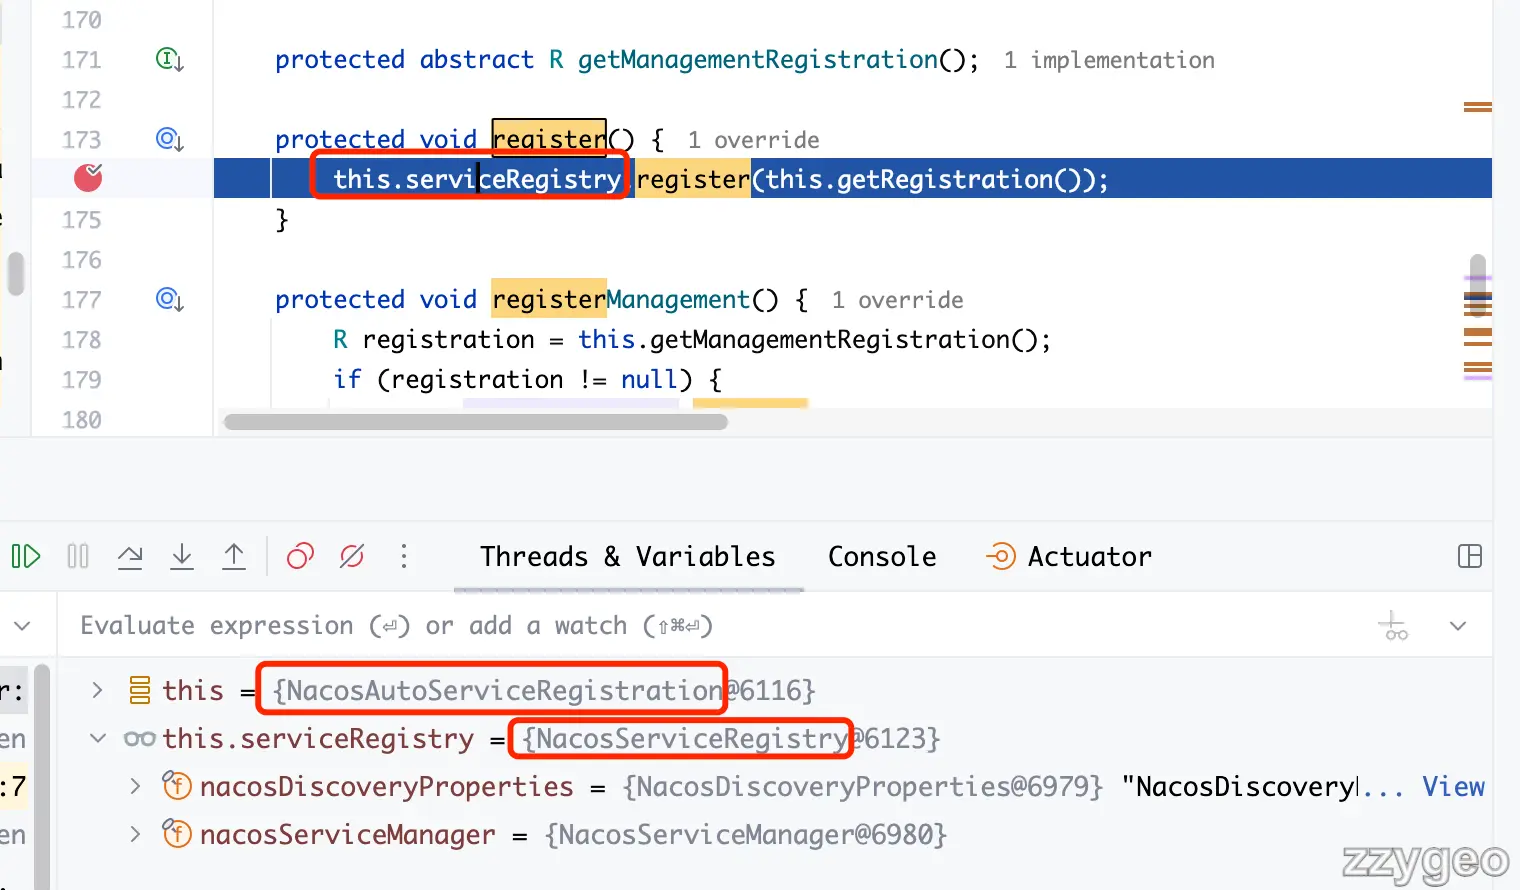 170
171 protected abstract R getManagementRegistration(); 1 implementation
172
173 protected void register() { 1 override
this.serviceRegistry.register(this.getRegistration());
175 }
176
177 protected void registerManagement() { 1 override
178 R registration = this.getManagementRegistration();
179 if (registration != null) {
180
Threads & Variables Console Actuator
Evaluate expression (⏎) or add a watch (⇧⌘⏎)
r: this = {NacosAutoServiceRegistration@6116}
en this.serviceRegistry = {NacosServiceRegistry@6123}
:7 nacosDiscoveryProperties = {NacosDiscoveryProperties@6979} "NacosDiscovery... View
en nacosServiceManager = {NacosServiceManager@6980}
zzygeo